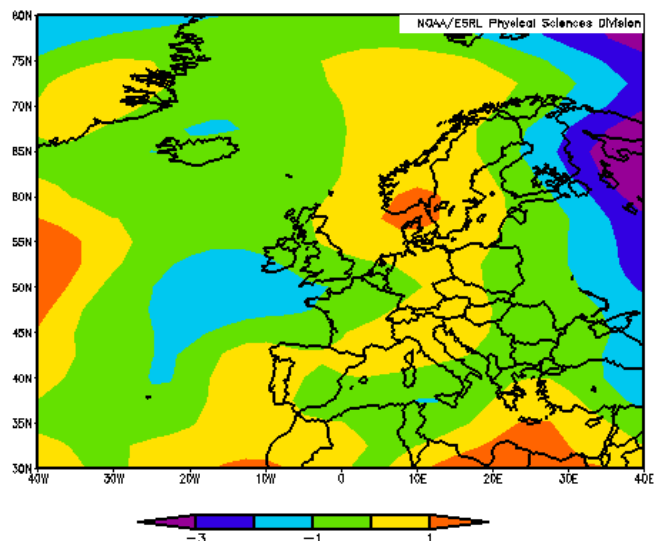 NOAA/ESRL Physical Sciences Division
80N
75N
70N
65N
60N
55N
50N
45N
40N
35N
30N
40W 30W 20W 10W 0 10E 20E 30E 40E
-3 -1 1